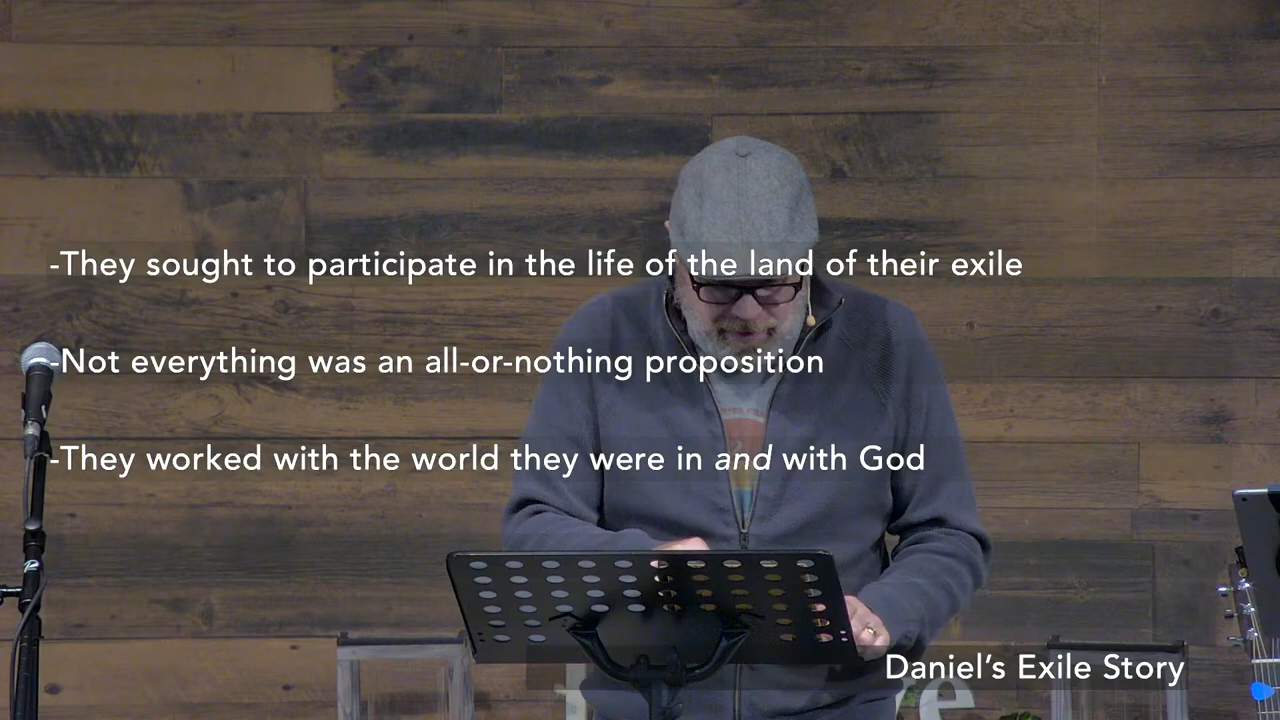 -They sought to participate in the life of the land of their exile
-Not everything was an all-or-nothing proposition
-They worked with the world they were in and with God
Daniel's Exile Story